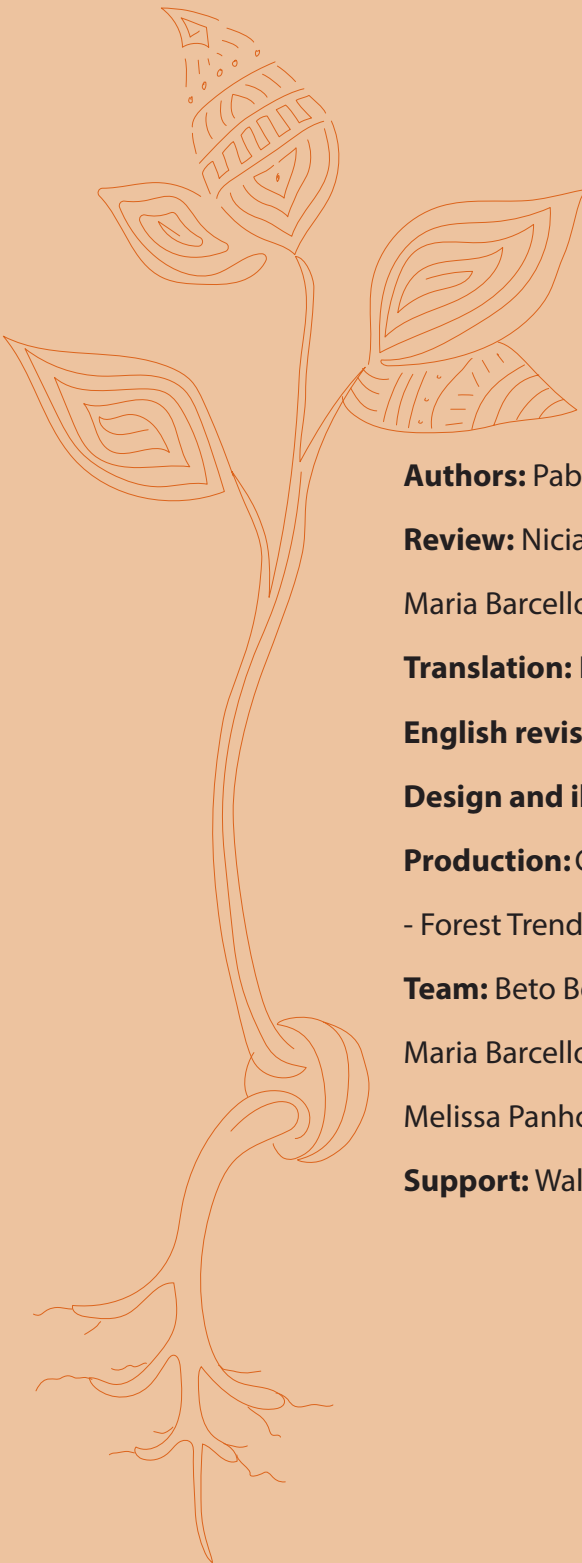 Authors: Pab
Review: Nicia
Maria Barcello
Translation:
English revis
Design and il
Production:
- Forest Trend
Team: Beto B
Maria Barcello
Melissa Panho
Support: Wal